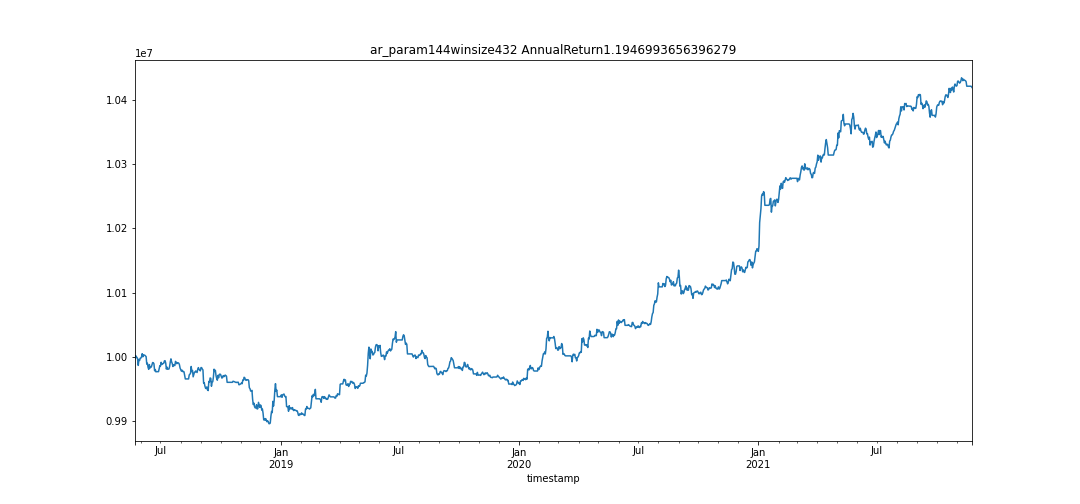 ar_param144winsize432 AnnualReturn1.1946993656396279
1e7
1.04
1.03
1.02
1.01
1.00
0.99
Jul Jan Jul Jan Jul Jan Jul
2019 2020 2021
timestamp